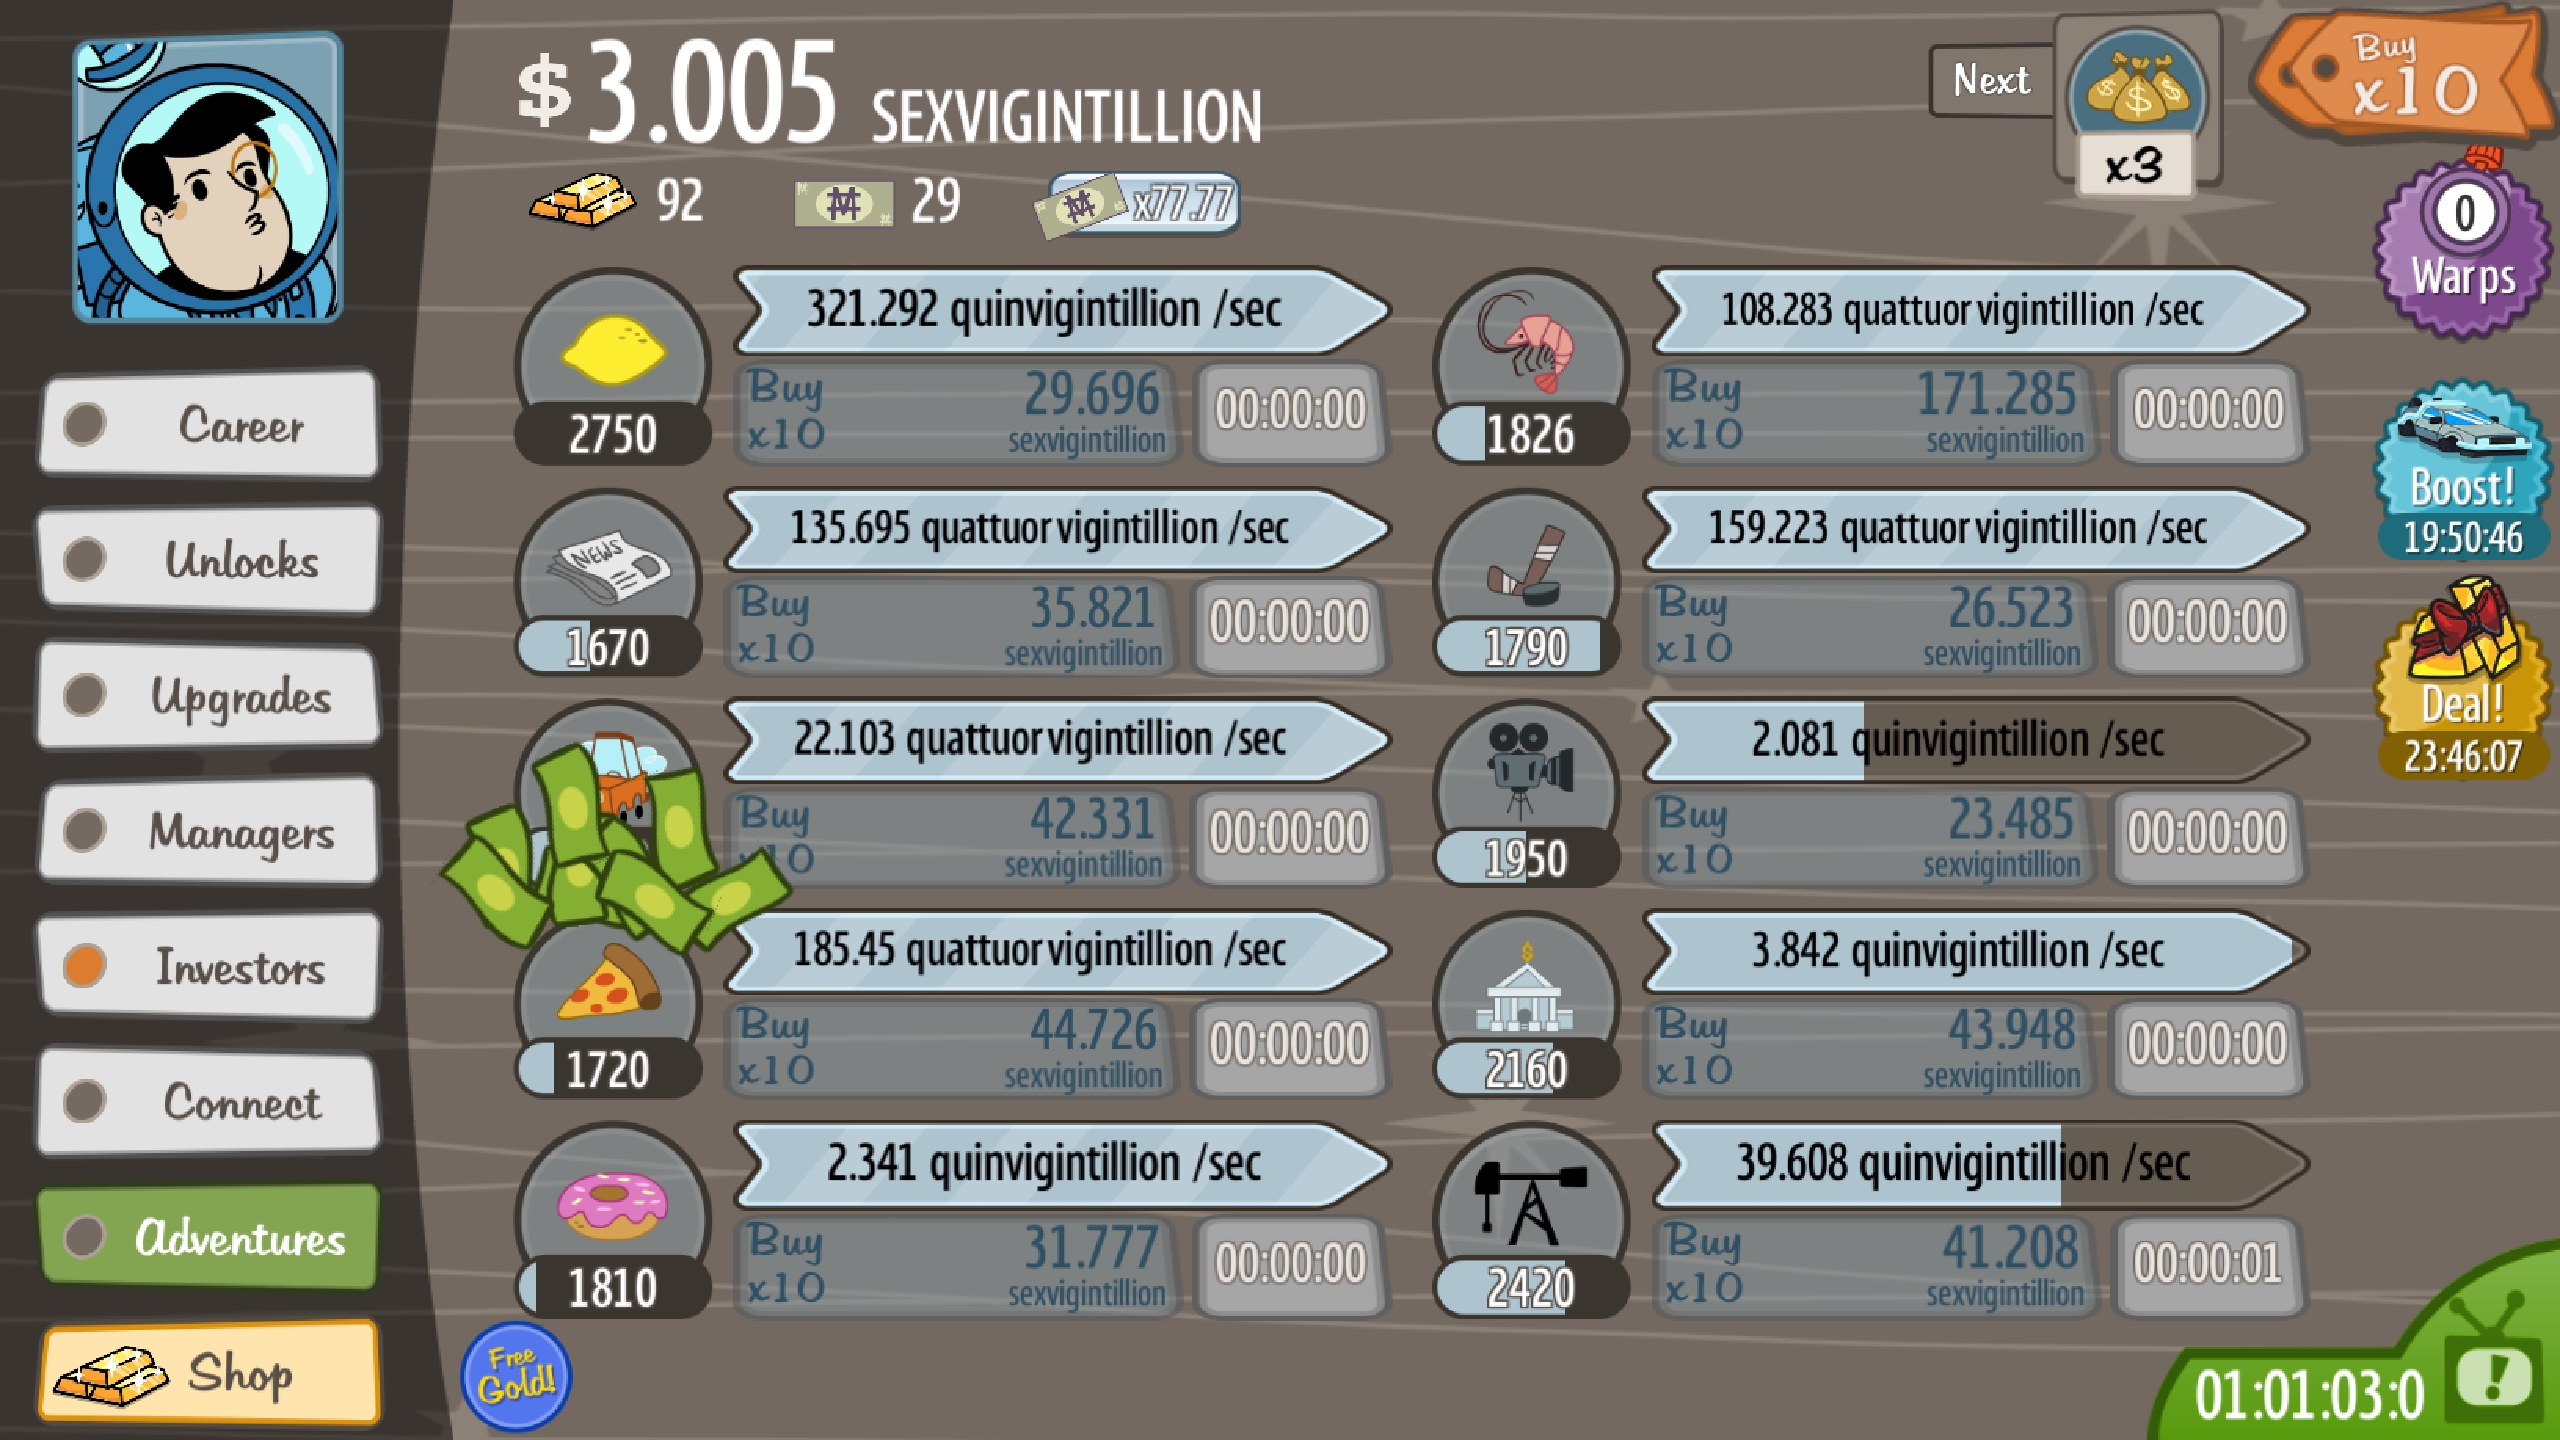 $ 3.005 SEXVIGINTILLION
92 29 x77.77
Next
x3
Buy
x10
0
Warps
Boost!
19:50:46
Deal!
23:46:07
Career
Unlocks
Upgrades
Managers
Investors
Connect
Adventures
Shop
321.292 quinvigintillion /sec
2750
Buy
x10
29.696
sexvigintillion
00:00:00
NEWS
135.695 quattuorvigintillion /sec
1670
Buy
x10
35.821
sexvigintillion
00:00:00
22.103 quattuorvigintillion /sec
Buy
x10
42.331
sexvigintillion
00:00:00
185.45 quattuorvigintillion /sec
1720
Buy
x10
44.726
sexvigintillion
00:00:00
2.341 quinvigintillion /sec
1810
Buy
x10
31.777
sexvigintillion
00:00:00
108.283 quattuorvigintillion /sec
1826
Buy
x10
171.285
sexvigintillion
00:00:00
159.223 quattuorvigintillion /sec
1790
Buy
x10
26.523
sexvigintillion
00:00:00
2.081 quinvigintillion /sec
1950
Buy
x10
23.485
sexvigintillion
00:00:00
3.842 quinvigintillion /sec
2160
Buy
x10
43.948
sexvigintillion
00:00:00
39.608 quinvigintillion /sec
2420
Buy
x10
41.208
sexvigintillion
00:00:01
Free
Gold!
01:01:03:0
!